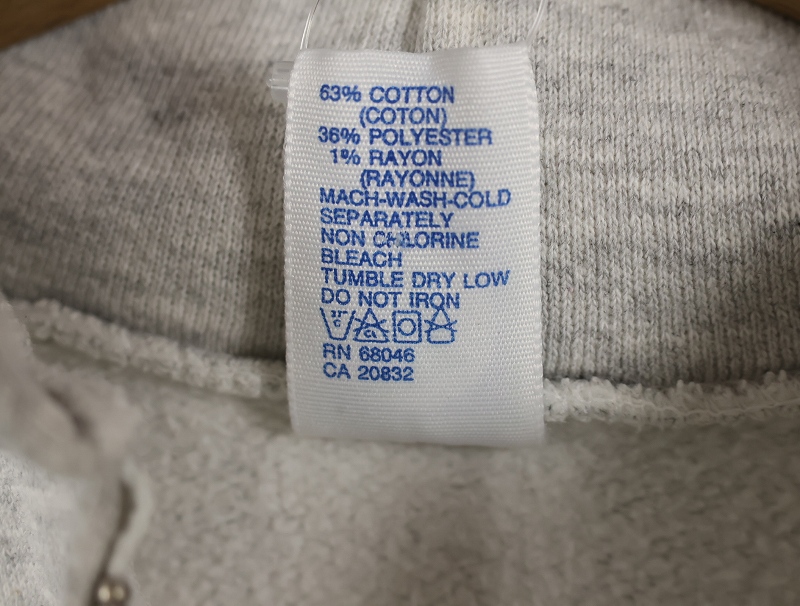 63% COTTON
(COTON)
36% POLYESTER
1% RAYON
(RAYONNE)
MACH-WASH-COLD
SEPARATELY
NON CHLORINE
BLEACH
TUMBLE DRY LOW
DO NOT IRON
RN 68046
CA 20832